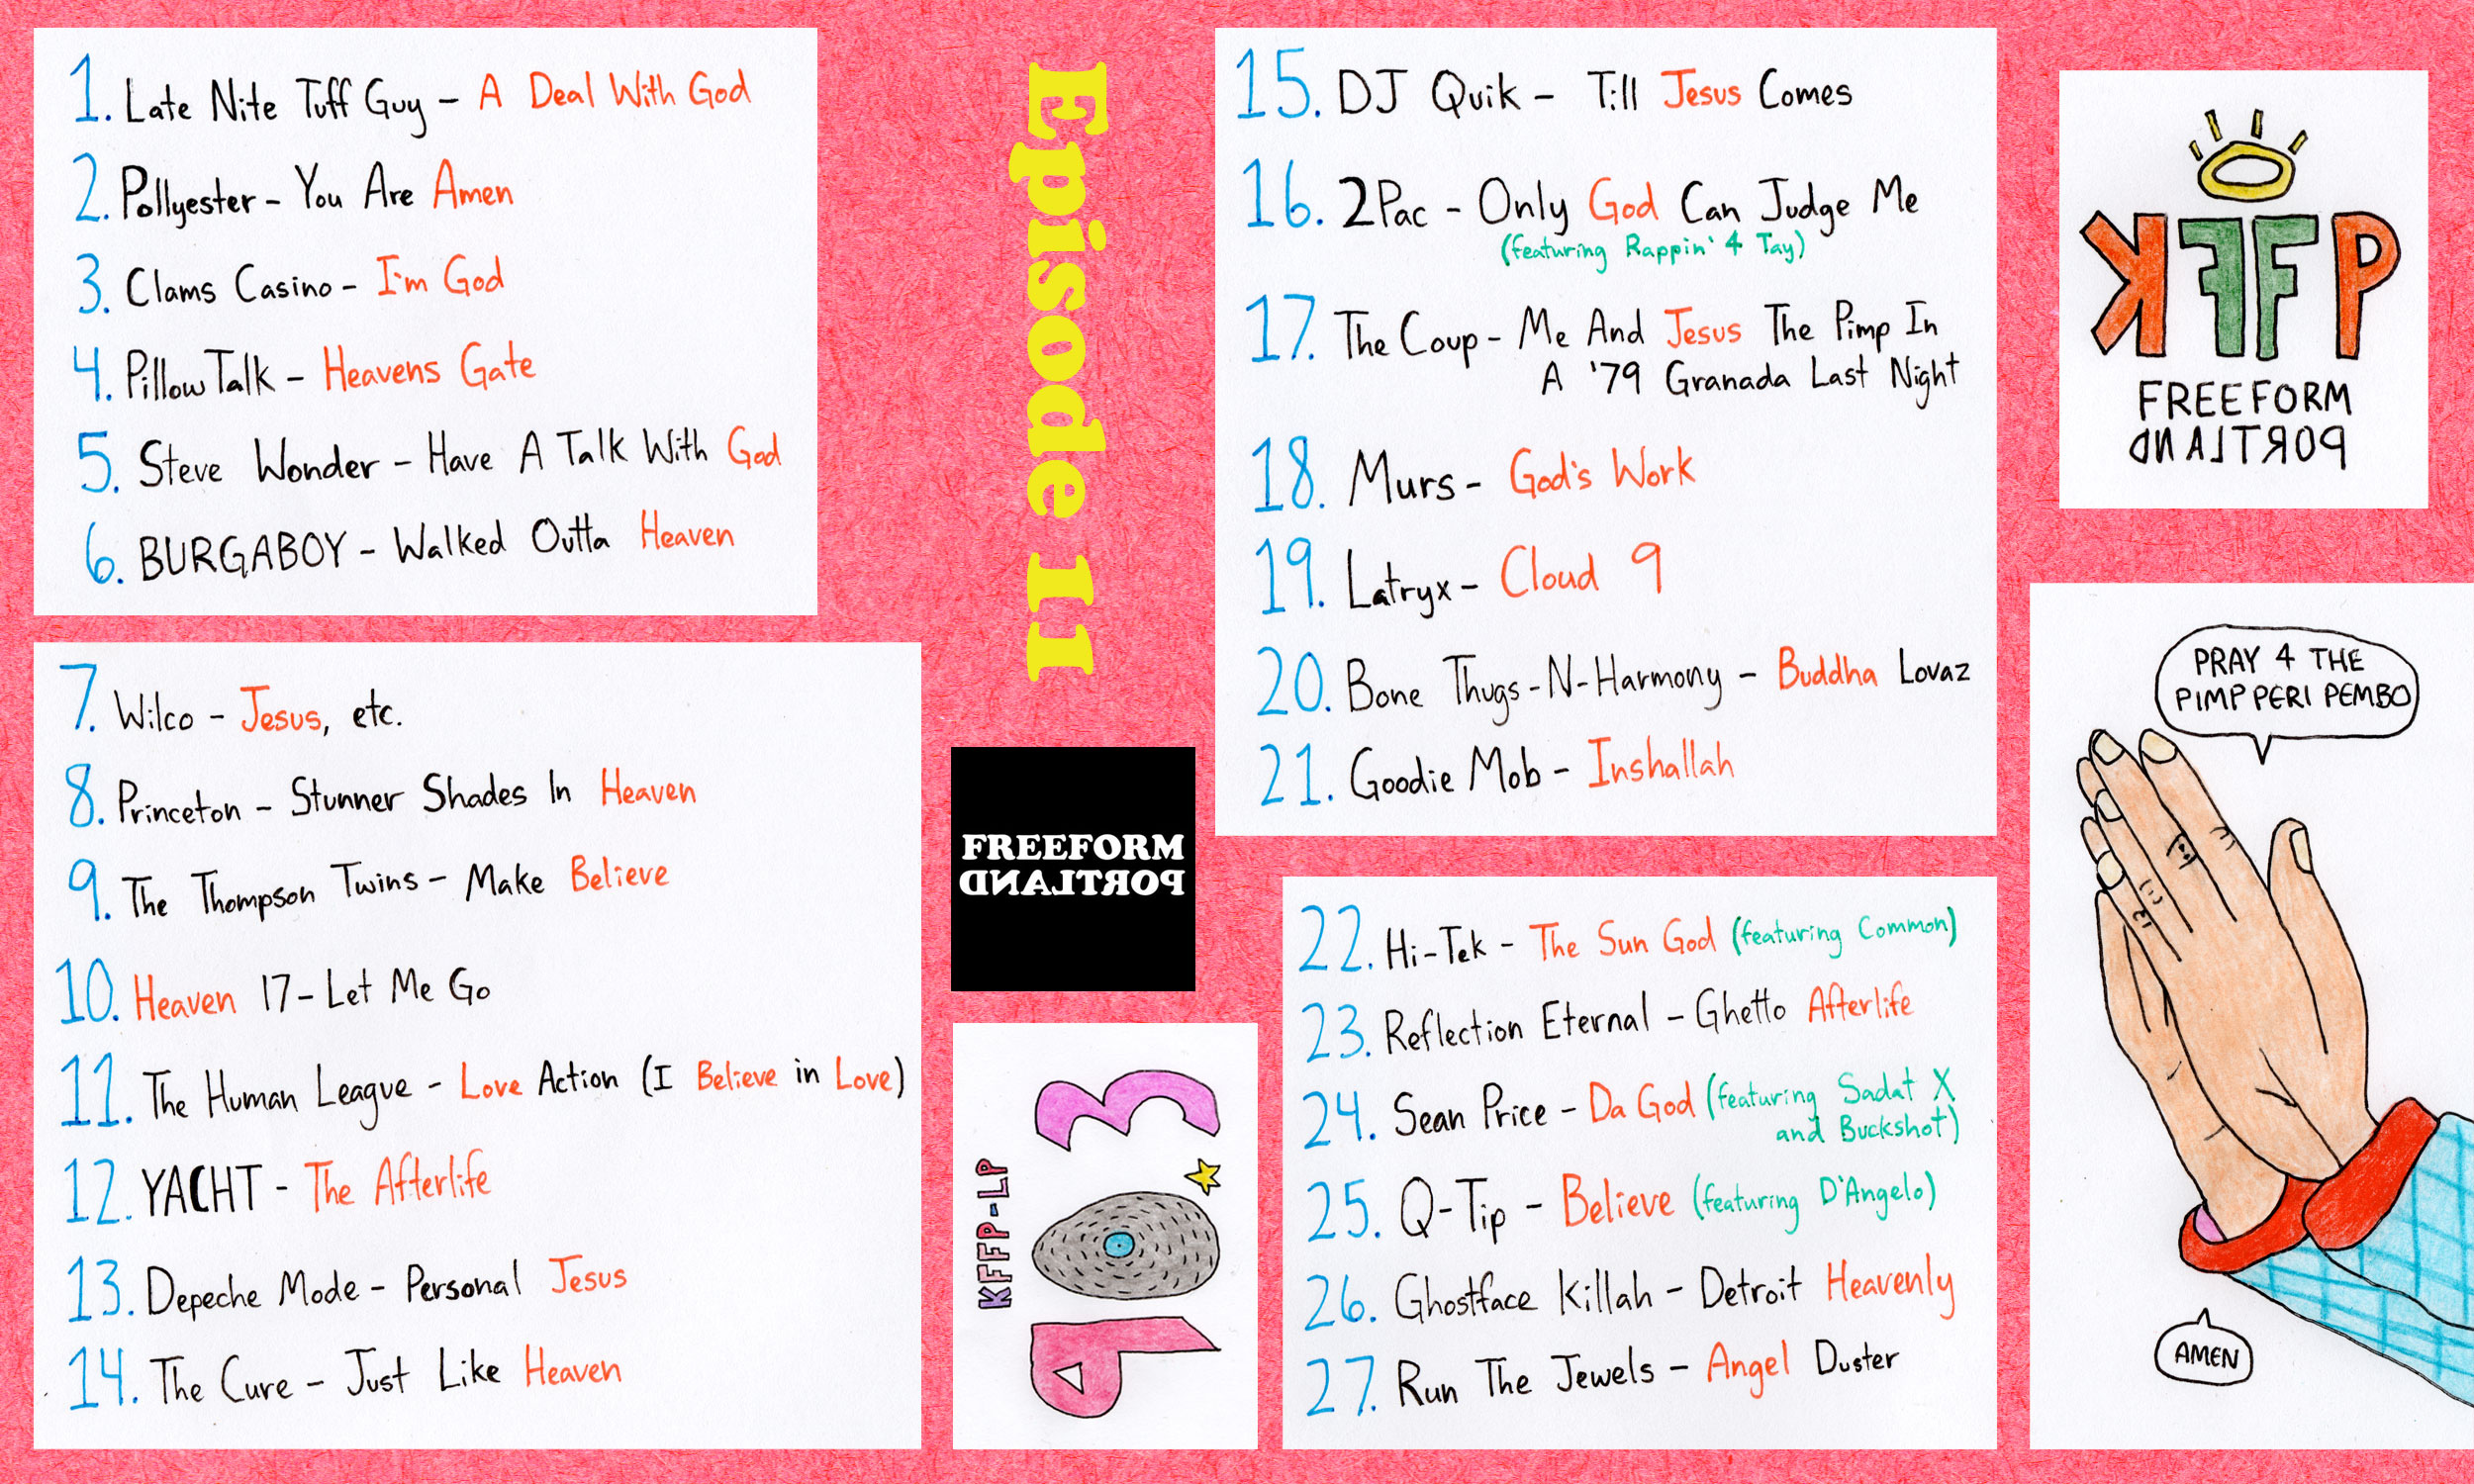 1. Late Nite Tuff Guy - A Deal With God
2. Pollyester - You Are Amen
3. Clams Casino - I'm God
4. PillowTalk - Heavens Gate
5. Steve Wonder - Have A Talk With God
6. BURGABOY - Walked Outta Heaven
7. Wilco - Jesus, etc.
8. Princeton - Stunner Shades In Heaven
9. The Thompson Twins - Make Believe
10. Heaven 17 - Let Me Go
11. The Human League - Love Action (I Believe in Love)
12. YACHT - The Afterlife
13. Depeche Mode - Personal Jesus
14. The Cure - Just Like Heaven
Episode II
FREEFORM
PORTLAND
KFFP-LP
90.3
15. DJ Quik - Till Jesus Comes
16. 2Pac - Only God Can Judge Me
(featuring Rappin' 4 Tay)
17. The Coup - Me And Jesus The Pimp In
A '79 Granada Last Night
18. Murs - God's Work
19. Latryx - Cloud 9
20. Bone Thugs-N-Harmony - Buddha Lovaz
21. Goodie Mob - Inshallah
22. Hi-Tek - The Sun God (featuring Common)
23. Reflection Eternal - Ghetto Afterlife
24. Sean Price - Da God (featuring Sadat X
and Buckshot)
25. Q-Tip - Believe (featuring D'Angelo)
26. Ghostface Killah - Detroit Heavenly
27. Run The Jewels - Angel Duster
KFFP
FREEFORM
PORTLAND
PRAY 4 THE
PIMP PERI PEMBO
AMEN